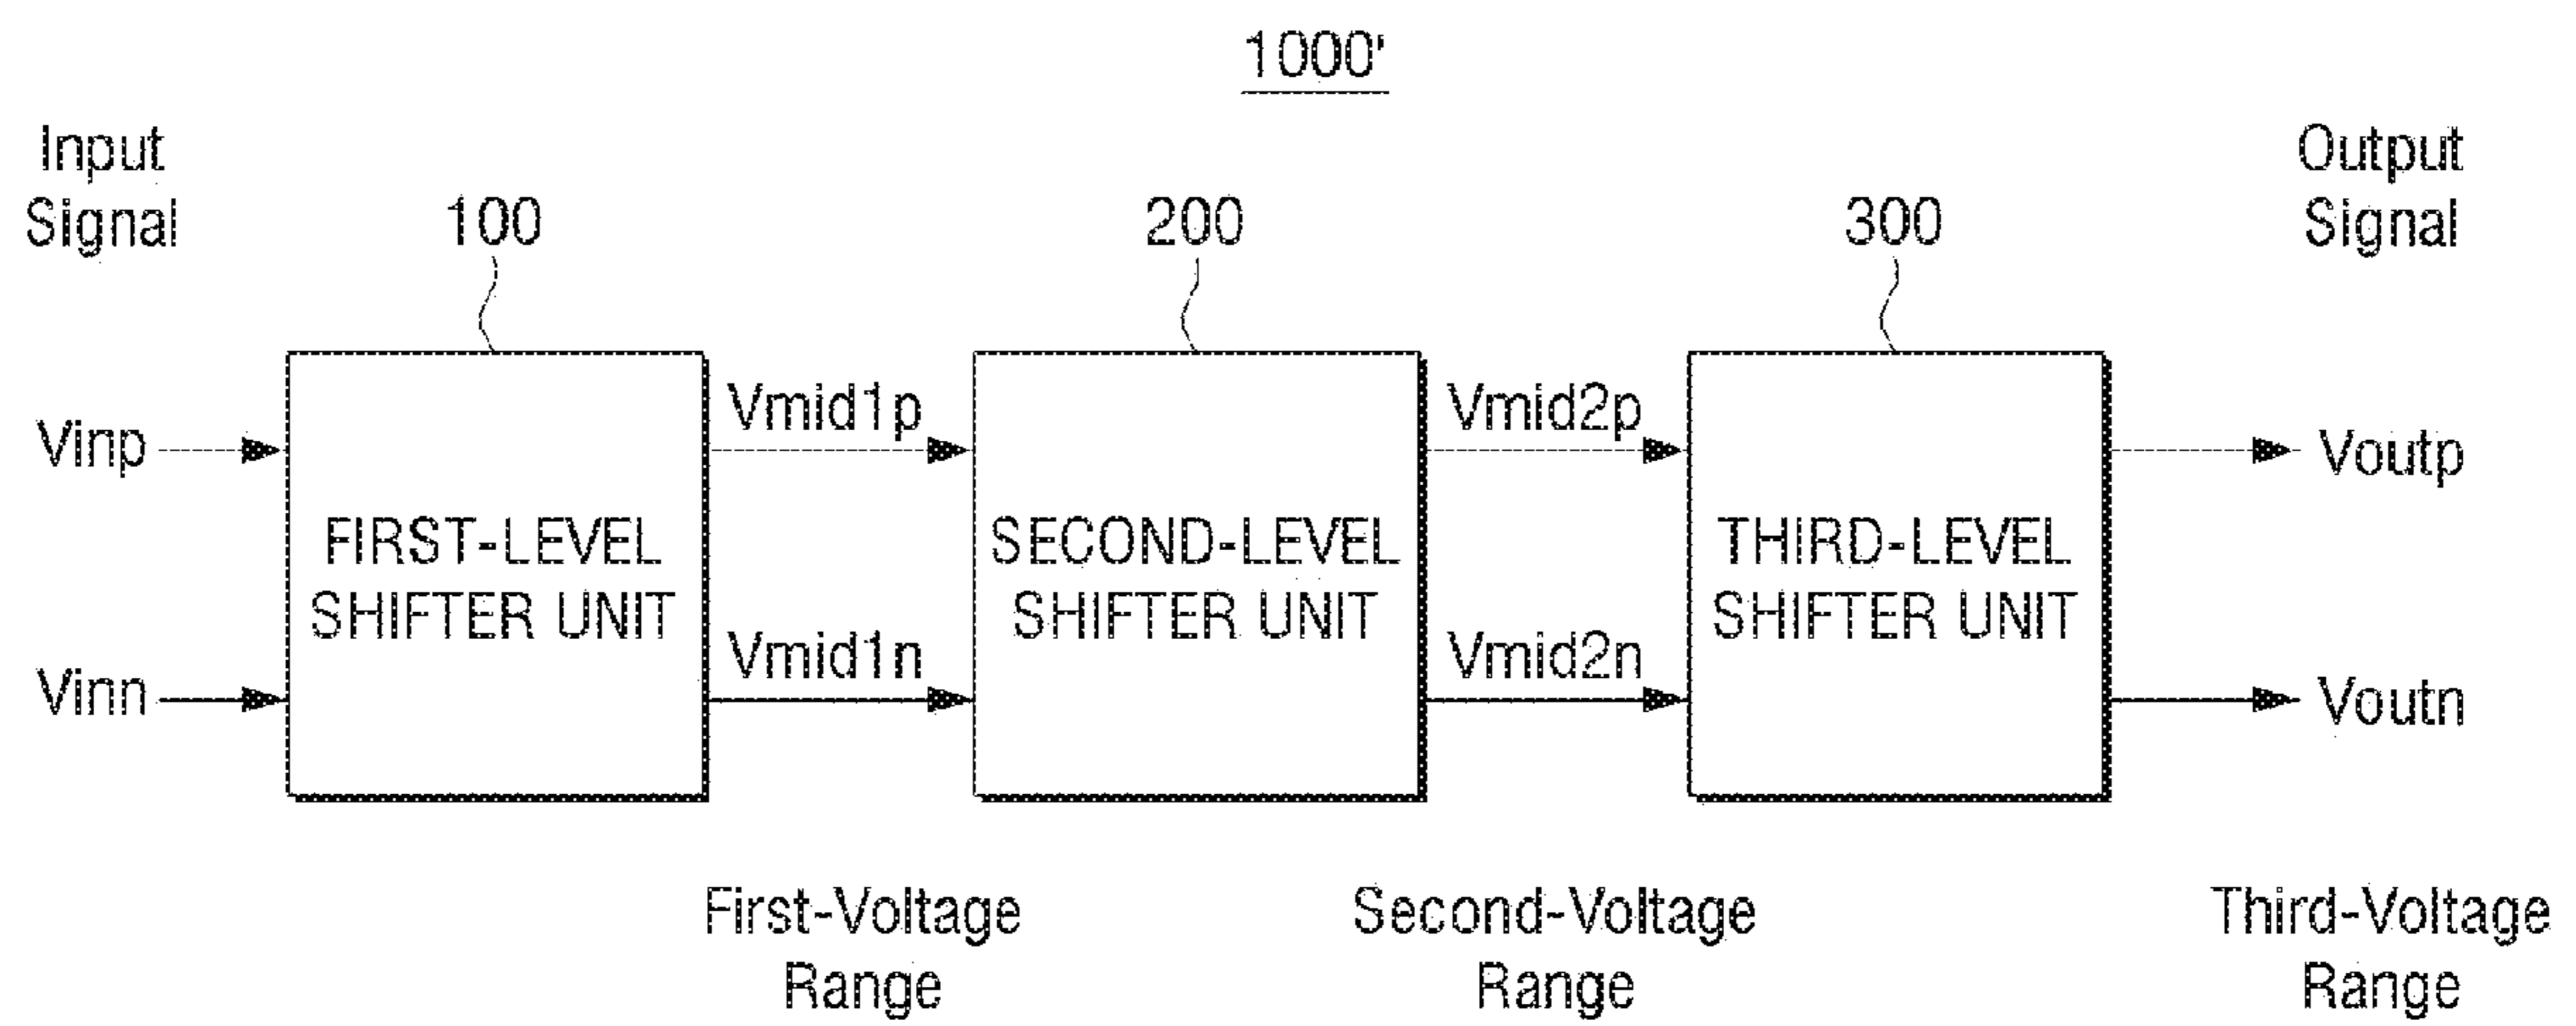 1000'
Input
Signal
Output
Signal
100
200
300
Vinp
Vmid1p
Vmid2p
Voutp
FIRST-LEVEL
SHIFTER UNIT
SECOND-LEVEL
SHIFTER UNIT
THIRD-LEVEL
SHIFTER UNIT
Vinn
Vmid1n
Vmid2n
Voutn
First-Voltage
Range
Second-Voltage
Range
Third-Voltage
Range